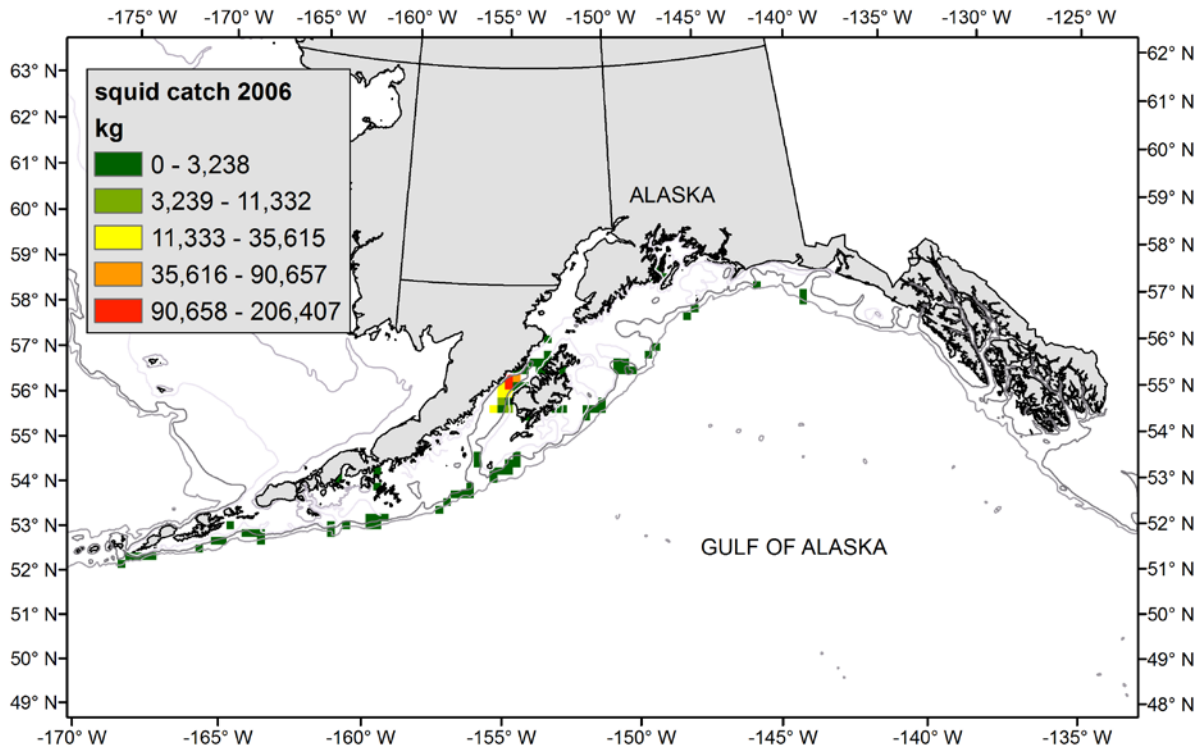 -175° W -170° W -165° W -160° W -155° W -150° W -145° W -140° W -135° W -130° W -125° W
63° N
62° N
61° N
60° N
59° N
58° N
57° N
56° N
55° N
54° N
53° N
52° N
51° N
50° N
49° N
squid catch 2006
kg
0 - 3,238
3,239 - 11,332
11,333 - 35,615
35,616 - 90,657
90,658 - 206,407
ALASKA
GULF OF ALASKA
62° N
61° N
60° N
59° N
58° N
57° N
56° N
55° N
54° N
53° N
52° N
51° N
50° N
49° N
48° N
-170° W -165° W -160° W -155° W -150° W -145° W -140° W -135° W